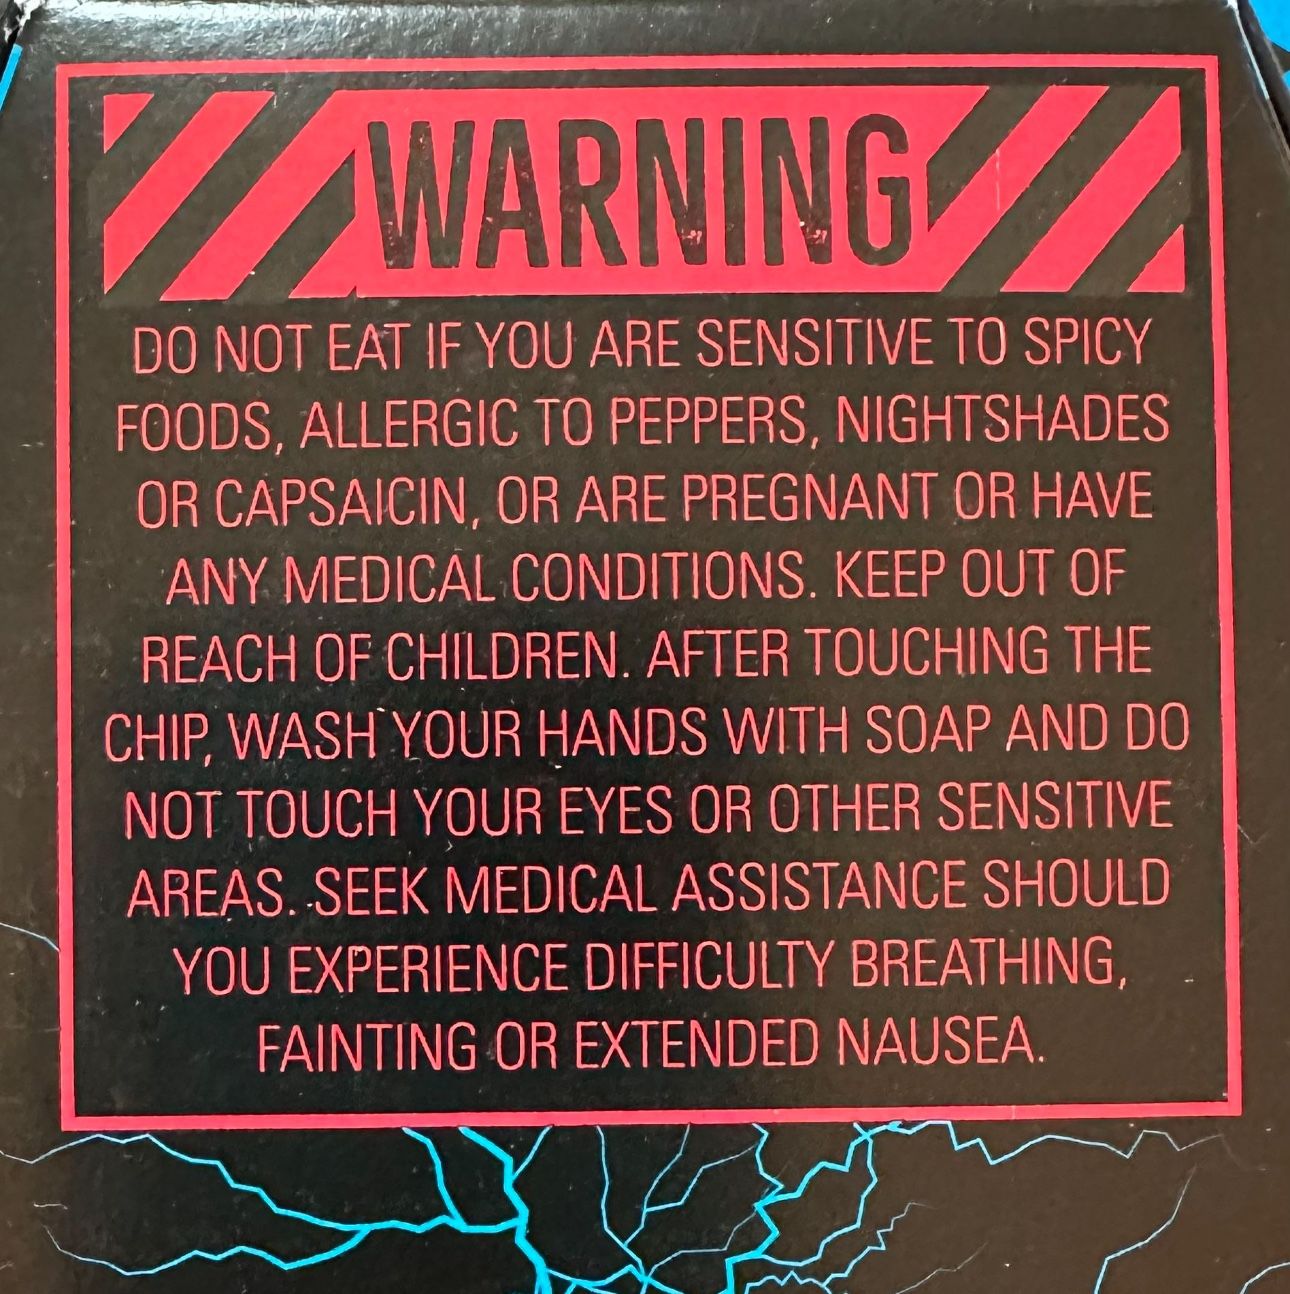 WARNING
DO NOT EAT IF YOU ARE SENSITIVE TO SPICY
FOODS, ALLERGIC TO PEPPERS, NIGHTSHADES
OR CAPSAICIN, OR ARE PREGNANT OR HAVE
ANY MEDICAL CONDITIONS. KEEP OUT OF
REACH OF CHILDREN. AFTER TOUCHING THE
CHIP, WASH YOUR HANDS WITH SOAP AND DO
NOT TOUCH YOUR EYES OR OTHER SENSITIVE
AREAS. SEEK MEDICAL ASSISTANCE SHOULD
YOU EXPERIENCE DIFFICULTY BREATHING,
FAINTING OR EXTENDED NAUSEA.